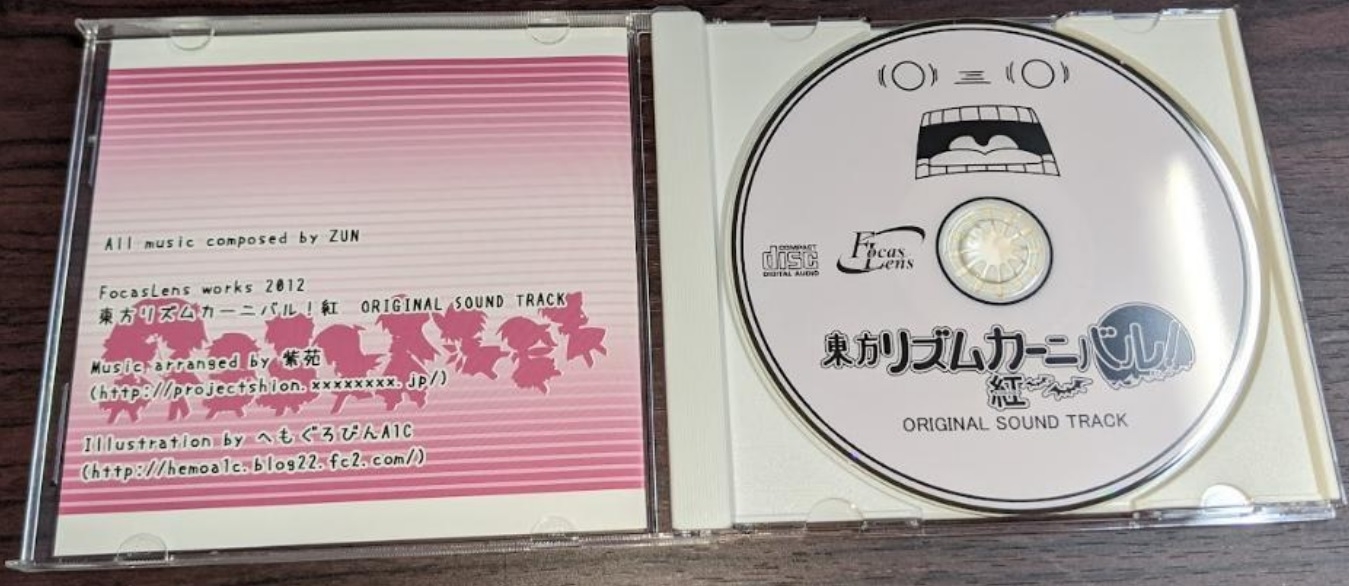 All music composed by ZUN
FocasLens works 2012
東方リズムカーニバル！紅 ORIGINAL SOUND TRACK
Music arranged by 紫苑
(http://projectshion.xxxxxxxx.jp/)
Illustration by へもぐろびんA1C
(http://hemoa1c.blog22.fc2.com/)
COMPACT
disc
DIGITAL AUDIO
Focas
Lens
東方リズムカーニバル!
紅
ORIGINAL SOUND TRACK